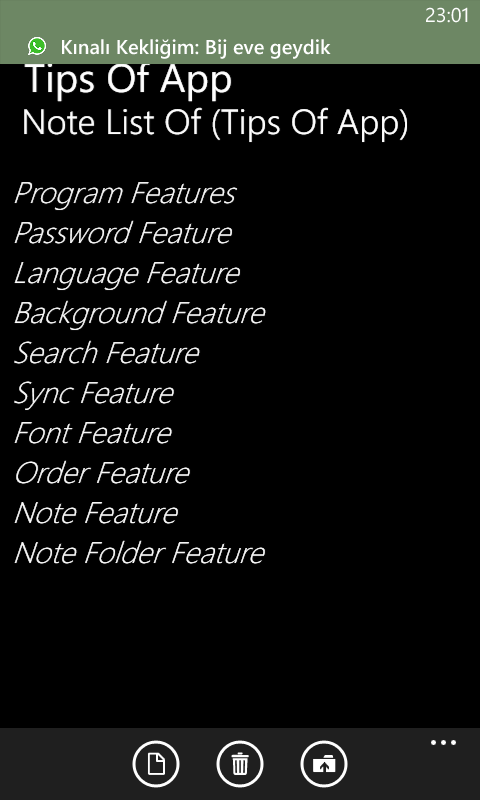 23:01
Kınalı Kekliğim: Bij eve geydik
Tips Of App
Note List Of (Tips Of App)
Program Features
Password Feature
Language Feature
Background Feature
Search Feature
Sync Feature
Font Feature
Order Feature
Note Feature
Note Folder Feature